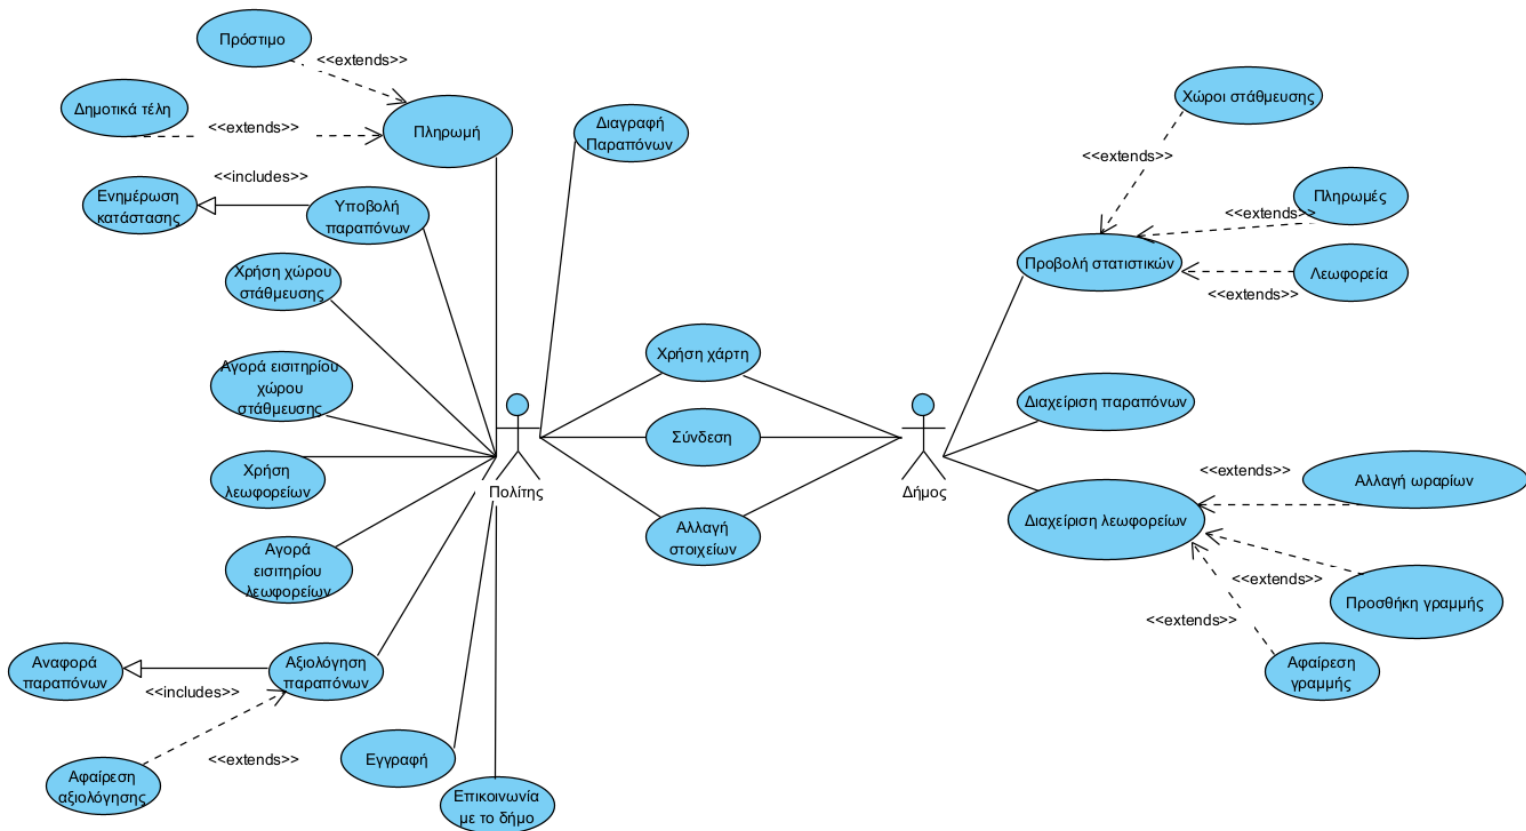 Πρόστιμο
<<extends>>
Δημοτικά τέλη
<<extends>>
Πληρωμή
Διαγραφή
Παραπόνων
<<includes>>
Ενημέρωση
κατάστασης
Υποβολή
παραπόνων
Χρήση χώρου
στάθμευσης
Αγορά εισιτηρίου
χώρου
στάθμευσης
Χρήση
λεωφορείων
Αγορά
εισιτηρίου
λεωφορείων
Πολίτης
Αναφορά
παραπόνων
<<includes>>
Αξιολόγηση
παραπόνων
Αφαίρεση
αξιολόγησης
<<extends>>
Εγγραφή
Επικοινωνία
με το δήμο
Χρήση χάρτη
Σύνδεση
Αλλαγή
στοιχείων
Δήμος
Χώροι στάθμευσης
<<extends>>
Πληρωμές
<<extends>>
Προβολή στατιστικών
Λεωφορεία
<<extends>>
Διαχείριση παραπόνων
<<extends>>
Αλλαγή ωραρίων
Διαχείριση λεωφορείων
<<extends>>
Προσθήκη γραμμής
<<extends>>
Αφαίρεση
γραμμής